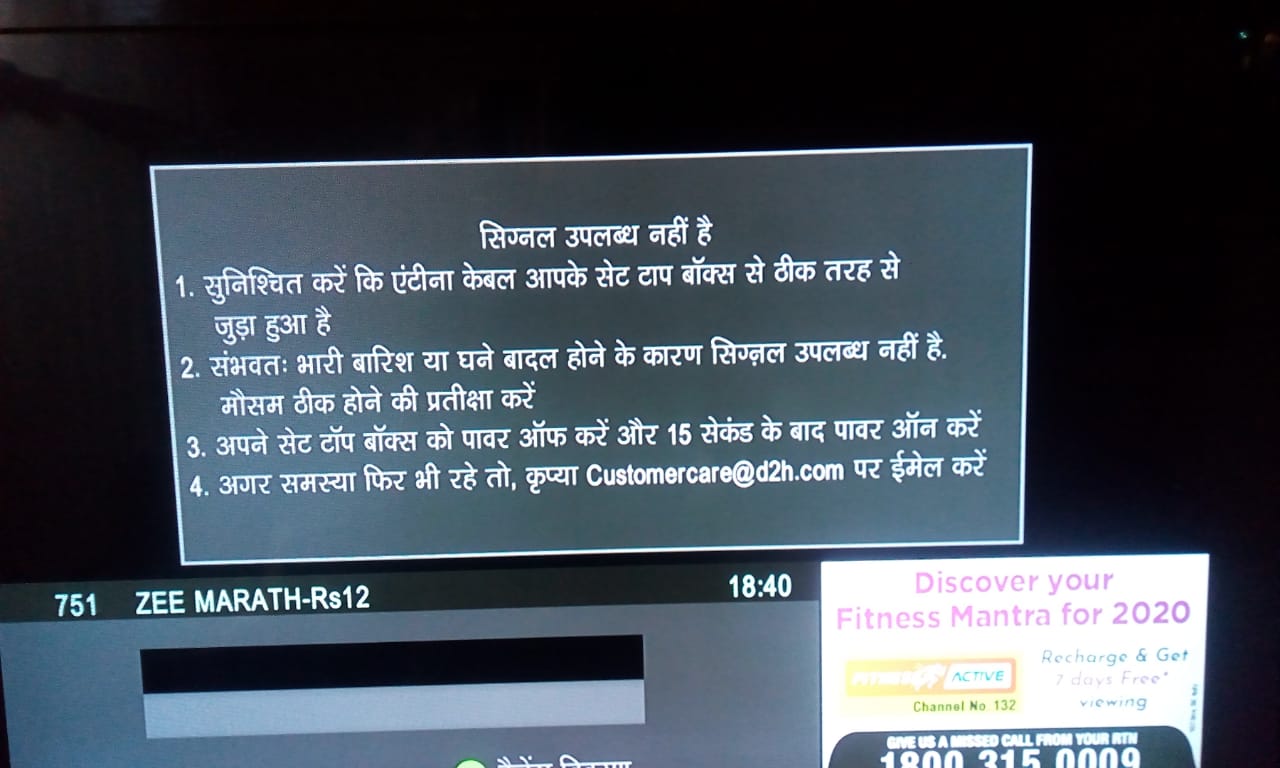 सिग्नल उपलब्ध नहीं है
1. सुनिश्चित करें कि एंटीना केबल आपके सेट टाप बॉक्स से ठीक तरह से
जुड़ा हुआ है
2. संभवतः भारी बारिश या घने बादल होने के कारण सिग्नल उपलब्ध नहीं है.
मौसम ठीक होने की प्रतीक्षा करें
3. अपने सेट टॉप बॉक्स को पावर ऑफ करें और 15 सेकंड के बाद पावर ऑन करें
4. अगर समस्या फिर भी रहे तो, कृप्या Customercare@d2h.com पर ईमेल करें
751 ZEE MARATH-Rs12 18:40
Discover your
Fitness Mantra for 2020
Recharge & Get
7 days Free*
viewing
FITNESS ACTIVE
Channel No. 132
GIVE US A MISSED CALL FROM YOUR RTN
1800 315 0009